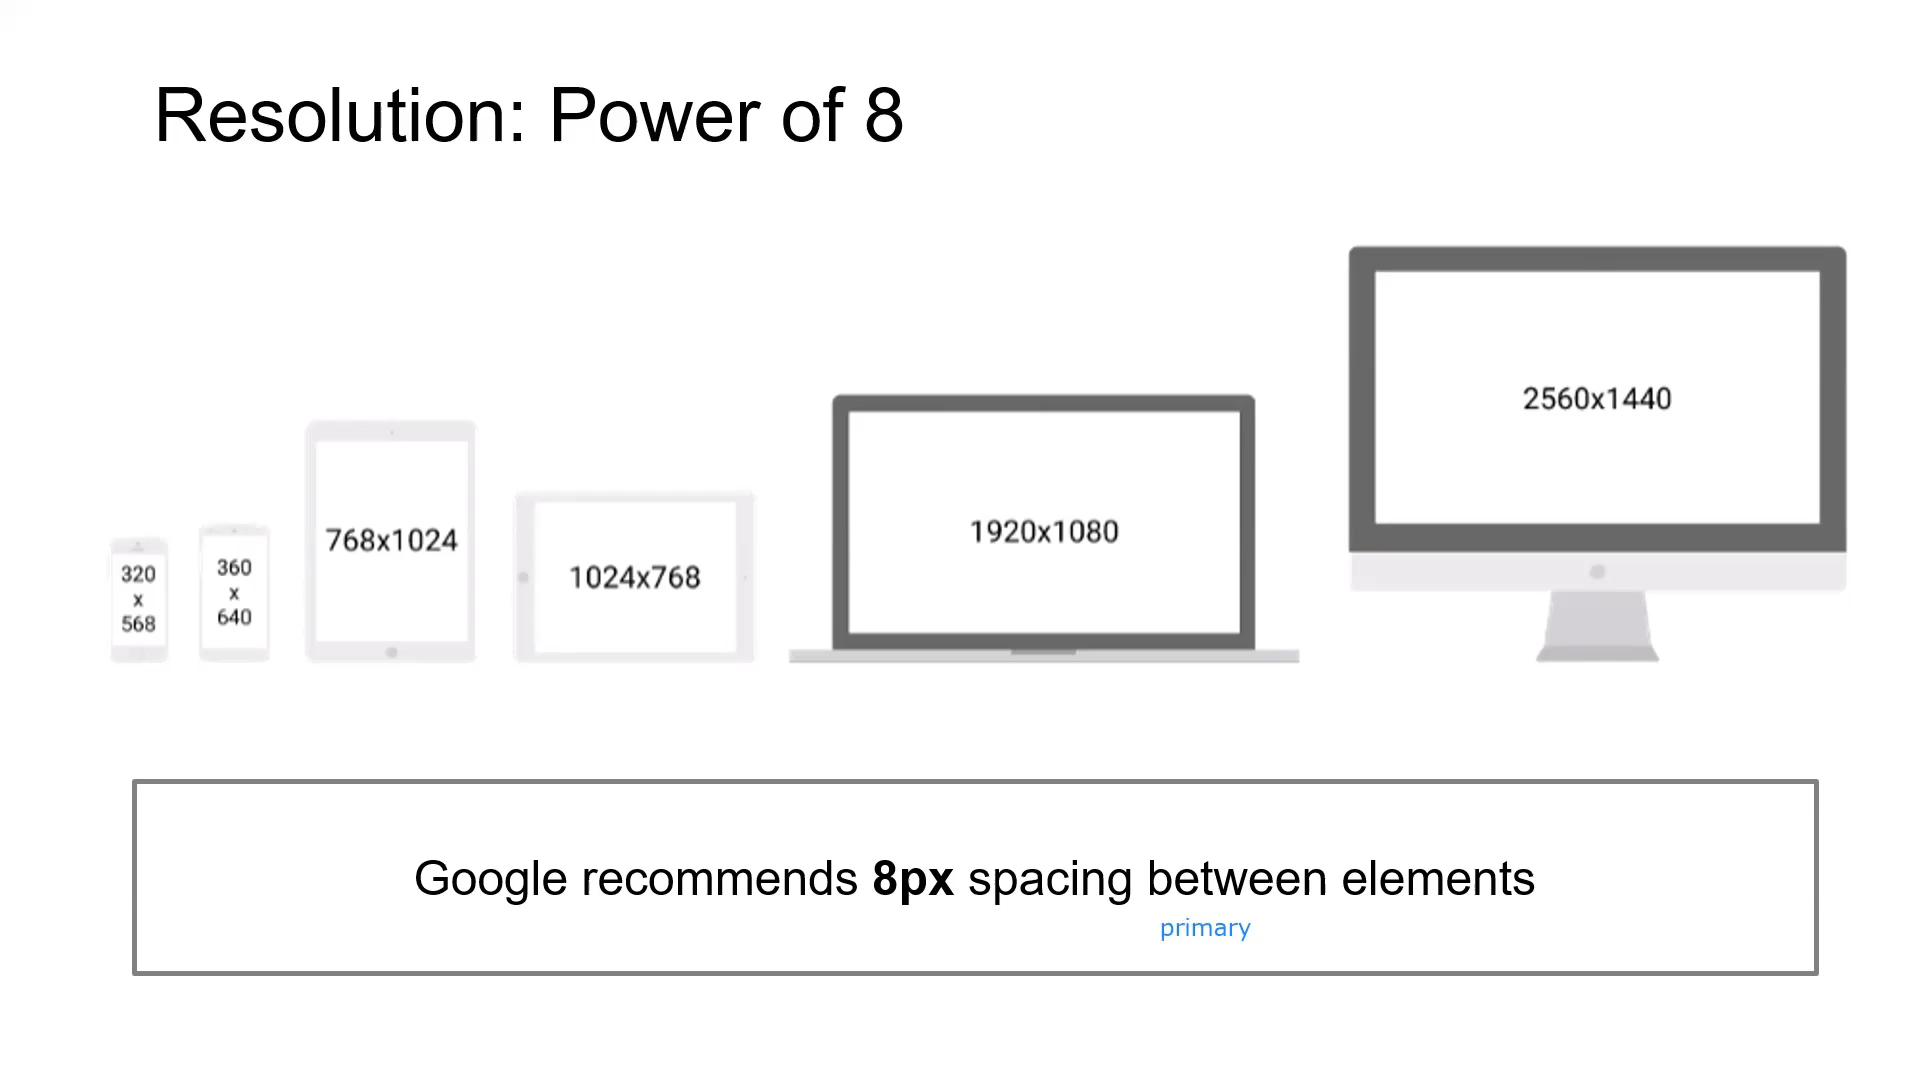 Resolution: Power of 8
320
x
568
360
x
640
768x1024
1024x768
1920x1080
2560x1440
Google recommends 8px spacing between elements
primary